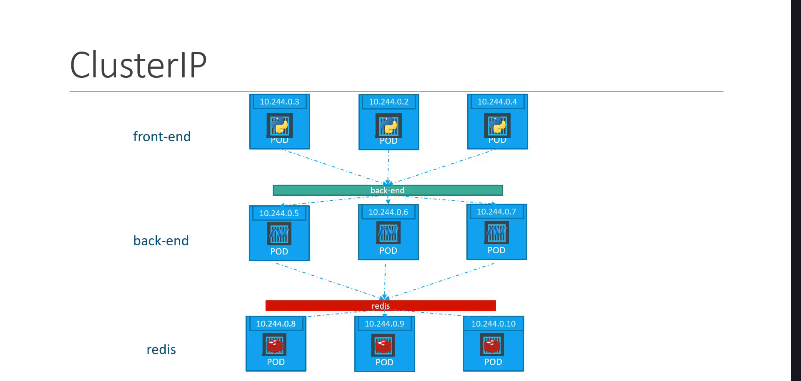 ClusterIP
10.244.0.3
10.244.0.2
10.244.0.4
front-end
POD
POD
POD
back-end
10.244.0.5
10.244.0.6
10.244.0.7
back-end
POD
POD
POD
redis
10.244.0.8
10.244.0.9
10.244.0.10
redis
POD
POD
POD